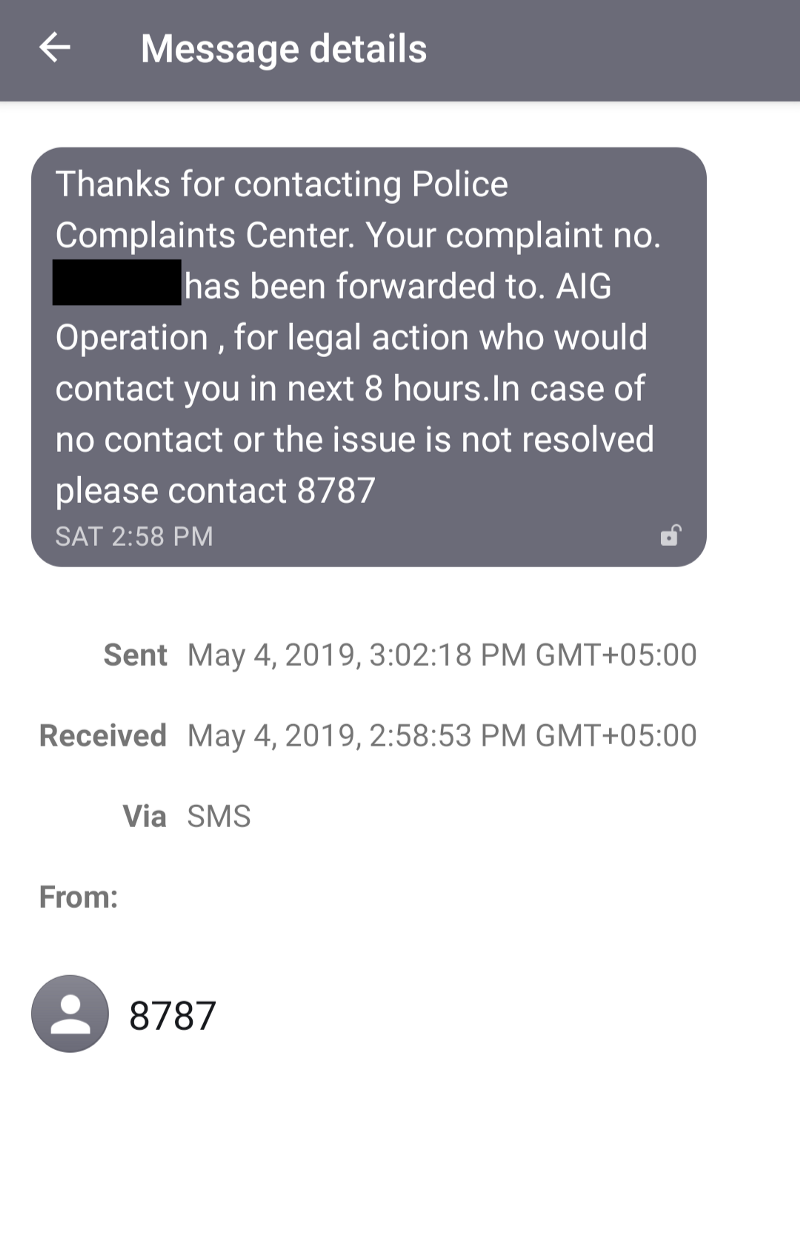 Message details
Thanks for contacting Police
Complaints Center. Your complaint no.
has been forwarded to. AIG
Operation , for legal action who would
contact you in next 8 hours.In case of
no contact or the issue is not resolved
please contact 8787
SAT 2:58 PM
Sent May 4, 2019, 3:02:18 PM GMT+05:00
Received May 4, 2019, 2:58:53 PM GMT+05:00
Via SMS
From:
8787